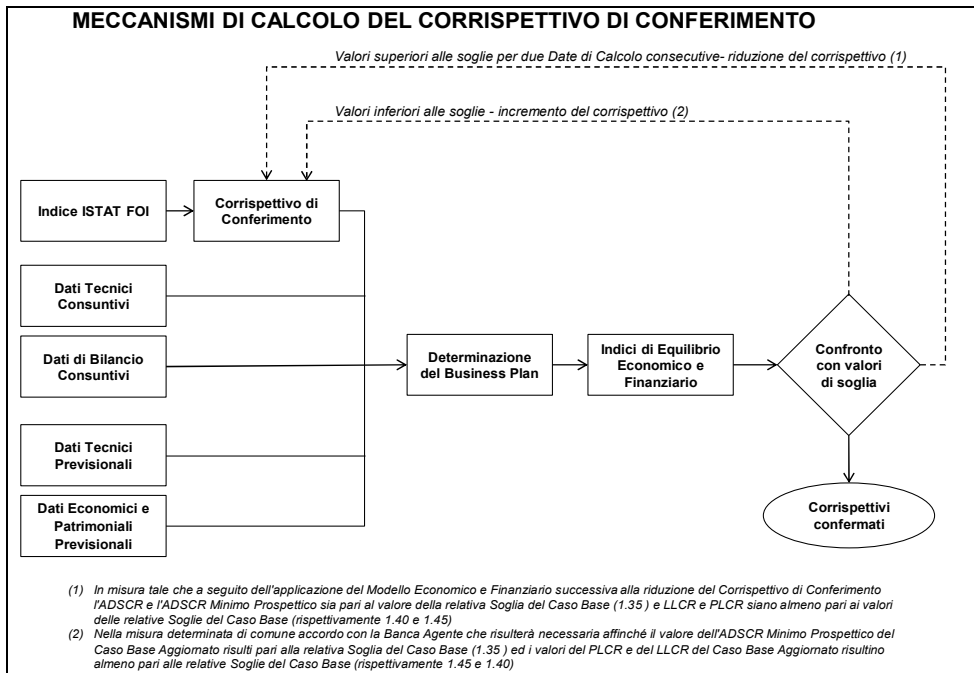 MECCANISMI DI CALCOLO DEL CORRISPETTIVO DI CONFERIMENTO
Valori superiori alle soglie per due Date di Calcolo consecutive- riduzione del corrispettivo (1)
Valori inferiori alle soglie - incremento del corrispettivo (2)
Indice ISTAT FOI
Corrispettivo di
Conferimento
Dati Tecnici
Consuntivi
Dati di Bilancio
Consuntivi
Determinazione
del Business Plan
Indici di Equilibrio
Economico e
Finanziario
Confronto
con valori
di soglia
Dati Tecnici
Previsionali
Dati Economici e
Patrimoniali
Previsionali
Corrispettivi
confermati
(1) In misura tale che a seguito dell'applicazione del Modello Economico e Finanziario successiva alla riduzione del Corrispettivo di Conferimento
l'ADSCR e l'ADSCR Minimo Prospettico sia pari al valore della relativa Soglia del Caso Base (1.35 ) e LLCR e PLCR siano almeno pari ai valori
delle relative Soglie del Caso Base (rispettivamente 1.40 e 1.45)
(2) Nella misura determinata di comune accordo con la Banca Agente che risulterà necessaria affinché il valore dell'ADSCR Minimo Prospettico del
Caso Base Aggiornato risulti pari alla relativa Soglia del Caso Base (1.35 ) ed i valori del PLCR e del LLCR del Caso Base Aggiornato risultino
almeno pari alle relative Soglie del Caso Base (rispettivamente 1.45 e 1.40)